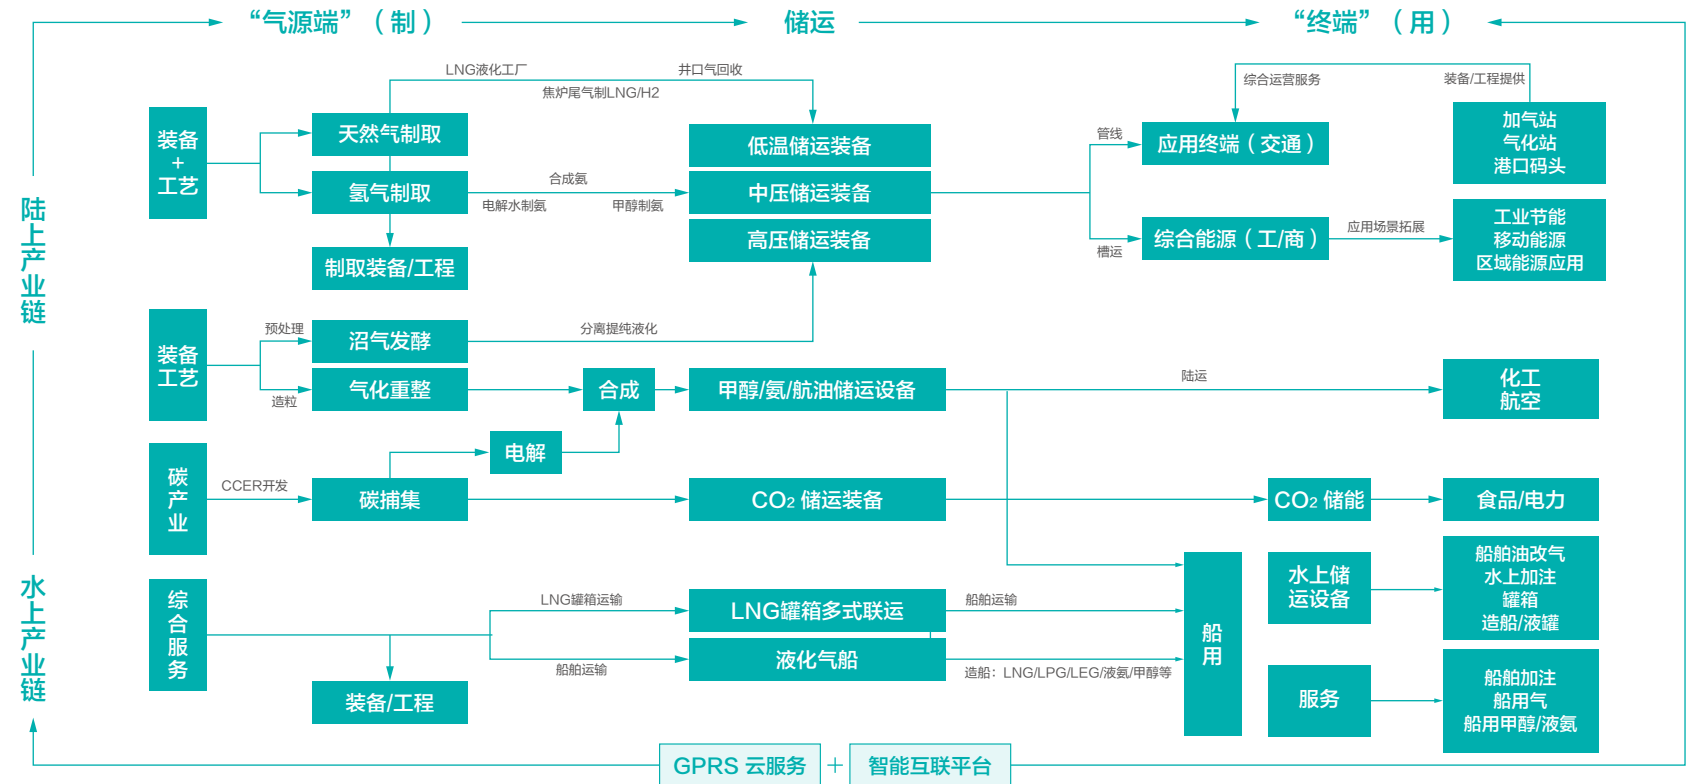 “气源端”（制）
储运
“终端”（用）
陆上产业链
水上产业链
LNG液化工厂
井口气回收
焦炉尾气制LNG/H2
综合运营服务
装备/工程提供
装备
+
工艺
天然气制取
氢气制取
制取装备/工程
合成氨
电解水制氨
甲醇制氨
低温储运装备
中压储运装备
高压储运装备
管线
槽运
应用终端（交通）
综合能源（工/商）
应用场景拓展
加气站
气化站
港口码头
工业节能
移动能源
区域能源应用
装备
工艺
预处理
造粒
沼气发酵
气化重整
分离提纯液化
合成
甲醇/氨/航油储运设备
陆运
化工
航空
电解
碳产业
CCER开发
碳捕集
CO2 储运装备
CO2 储能
食品/电力
综合服务
LNG罐箱运输
船舶运输
装备/工程
LNG罐箱多式联运
液化气船
船舶运输
造船：LNG/LPG/LEG/液氨/甲醇等
船用
水上储
运设备
船舶油改气
水上加注
罐箱
造船/液罐
服务
船舶加注
船用气
船用甲醇/液氨
GPRS 云服务
+
智能互联平台